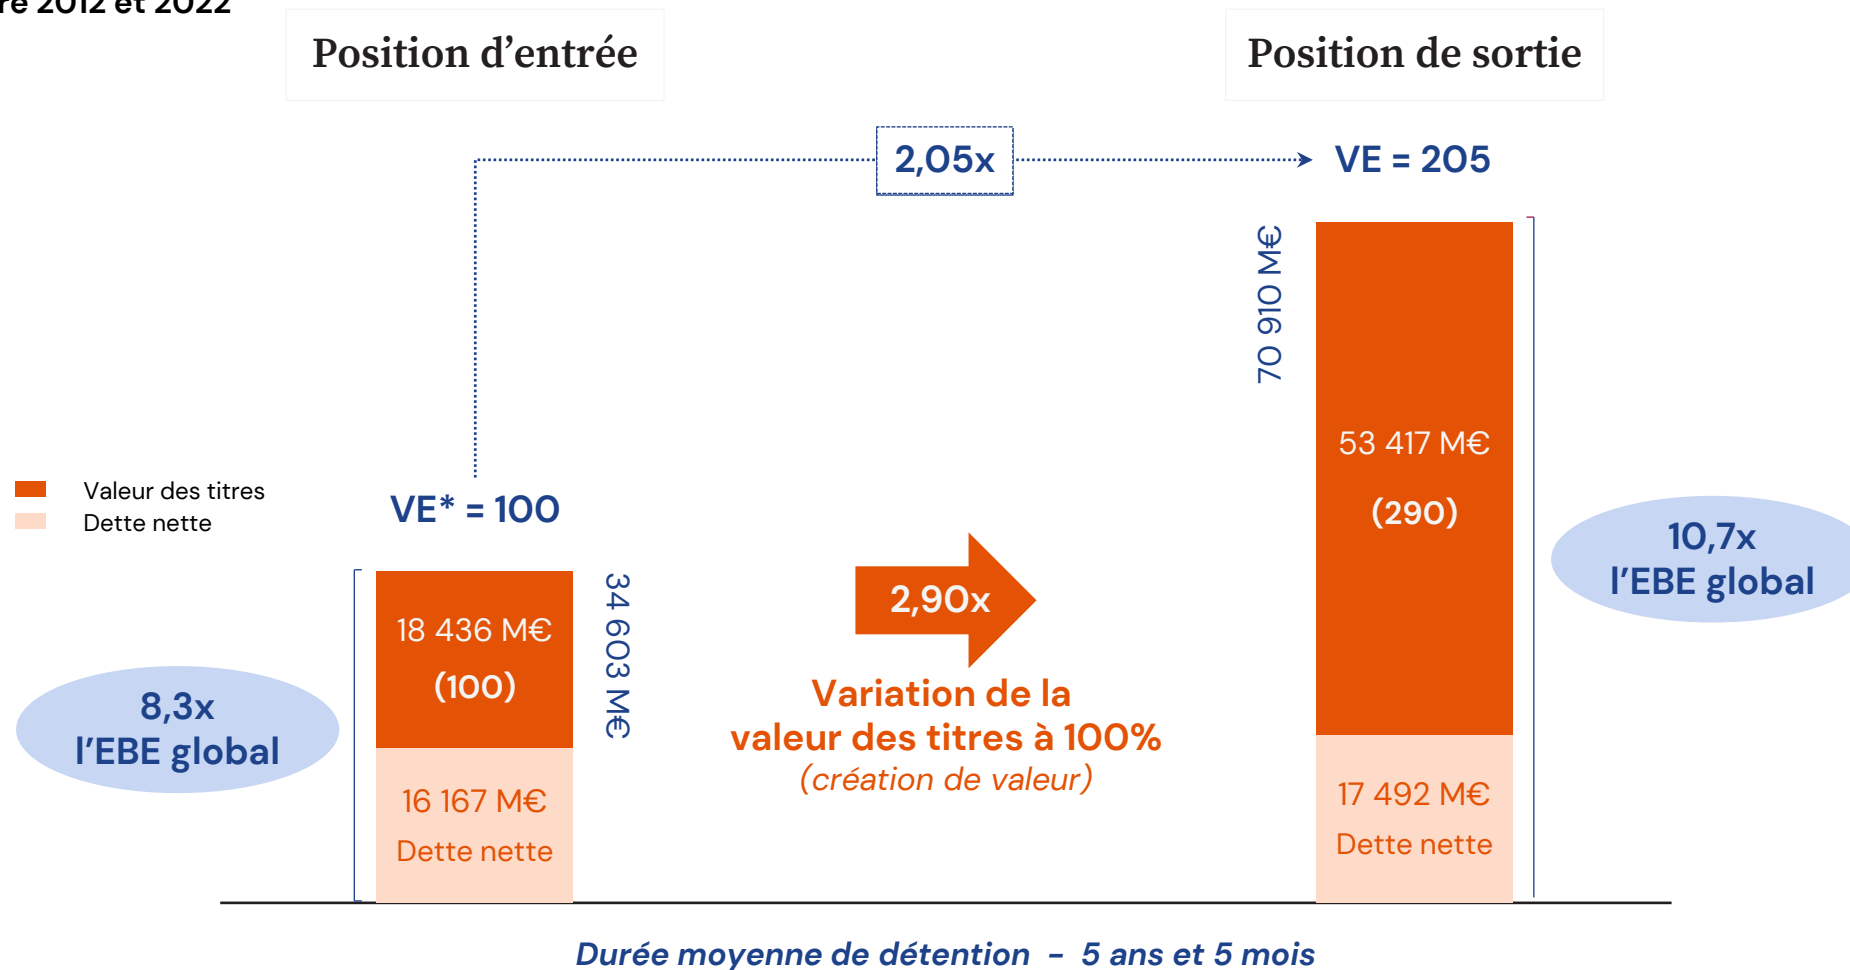 2012 et 2022
Position d’entrée
Position de sortie
2,05x
VE = 205
70 910 M€
53 417 M€
(290)
Valeur des titres
Dette nette
VE* = 100
10,7x
l’EBE global
34 603 M€
2,90x
18 436 M€
(100)
8,3x
l’EBE global
Variation de la
valeur des titres à 100%
(création de valeur)
16 167 M€
Dette nette
17 492 M€
Dette nette
Durée moyenne de détention - 5 ans et 5 mois